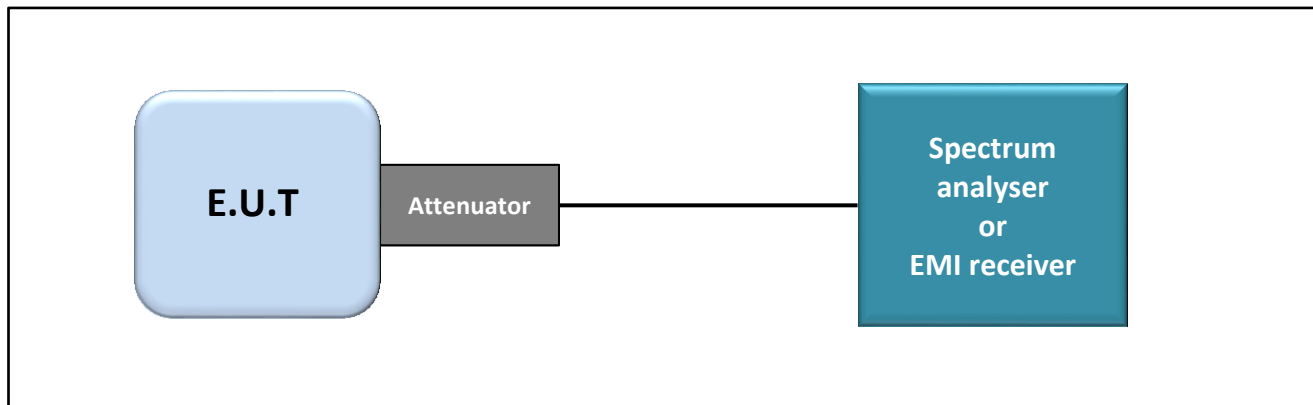 E.U.T
Attenuator
Spectrum
analyser
or
EMI receiver